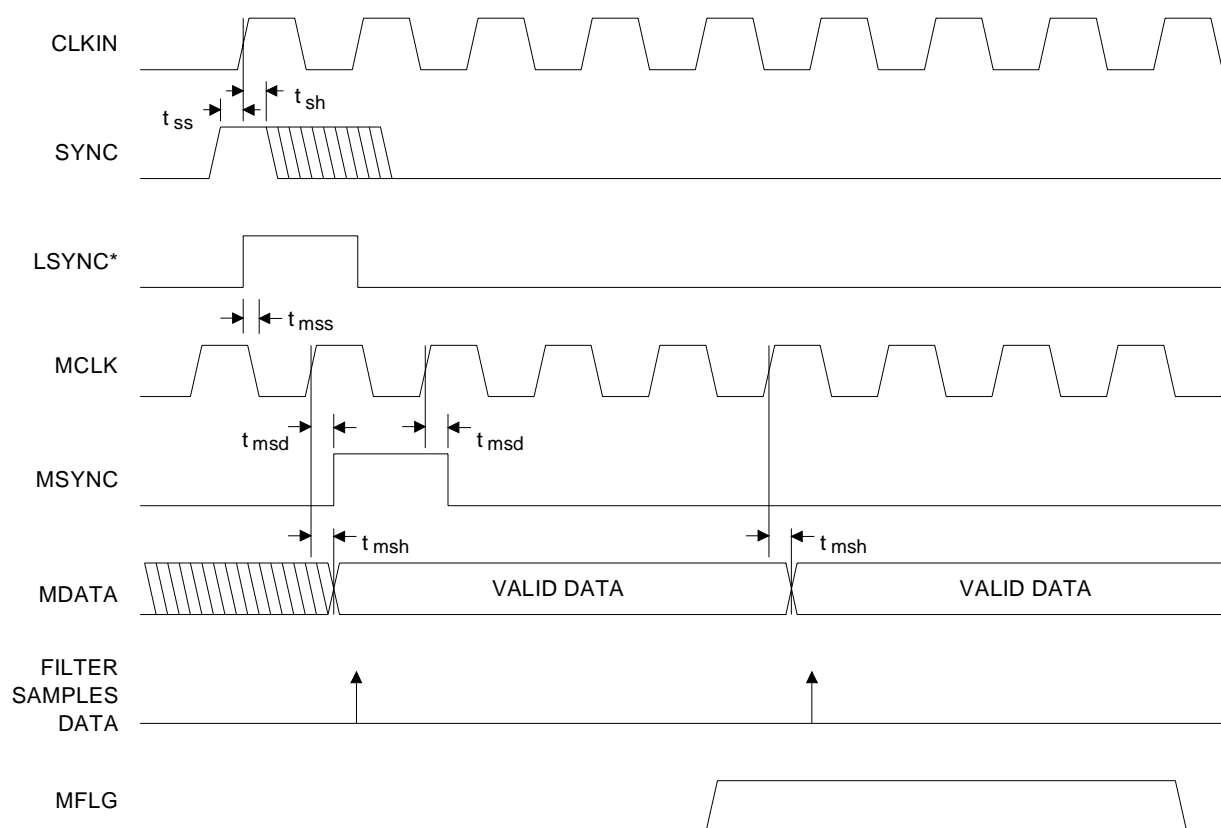 CLKIN
t sh
t ss
SYNC
LSYNC*
t mss
MCLK
t msd
t msd
MSYNC
t msh
t msh
MDATA
VALID DATA
VALID DATA
FILTER
SAMPLES
DATA
MFLG